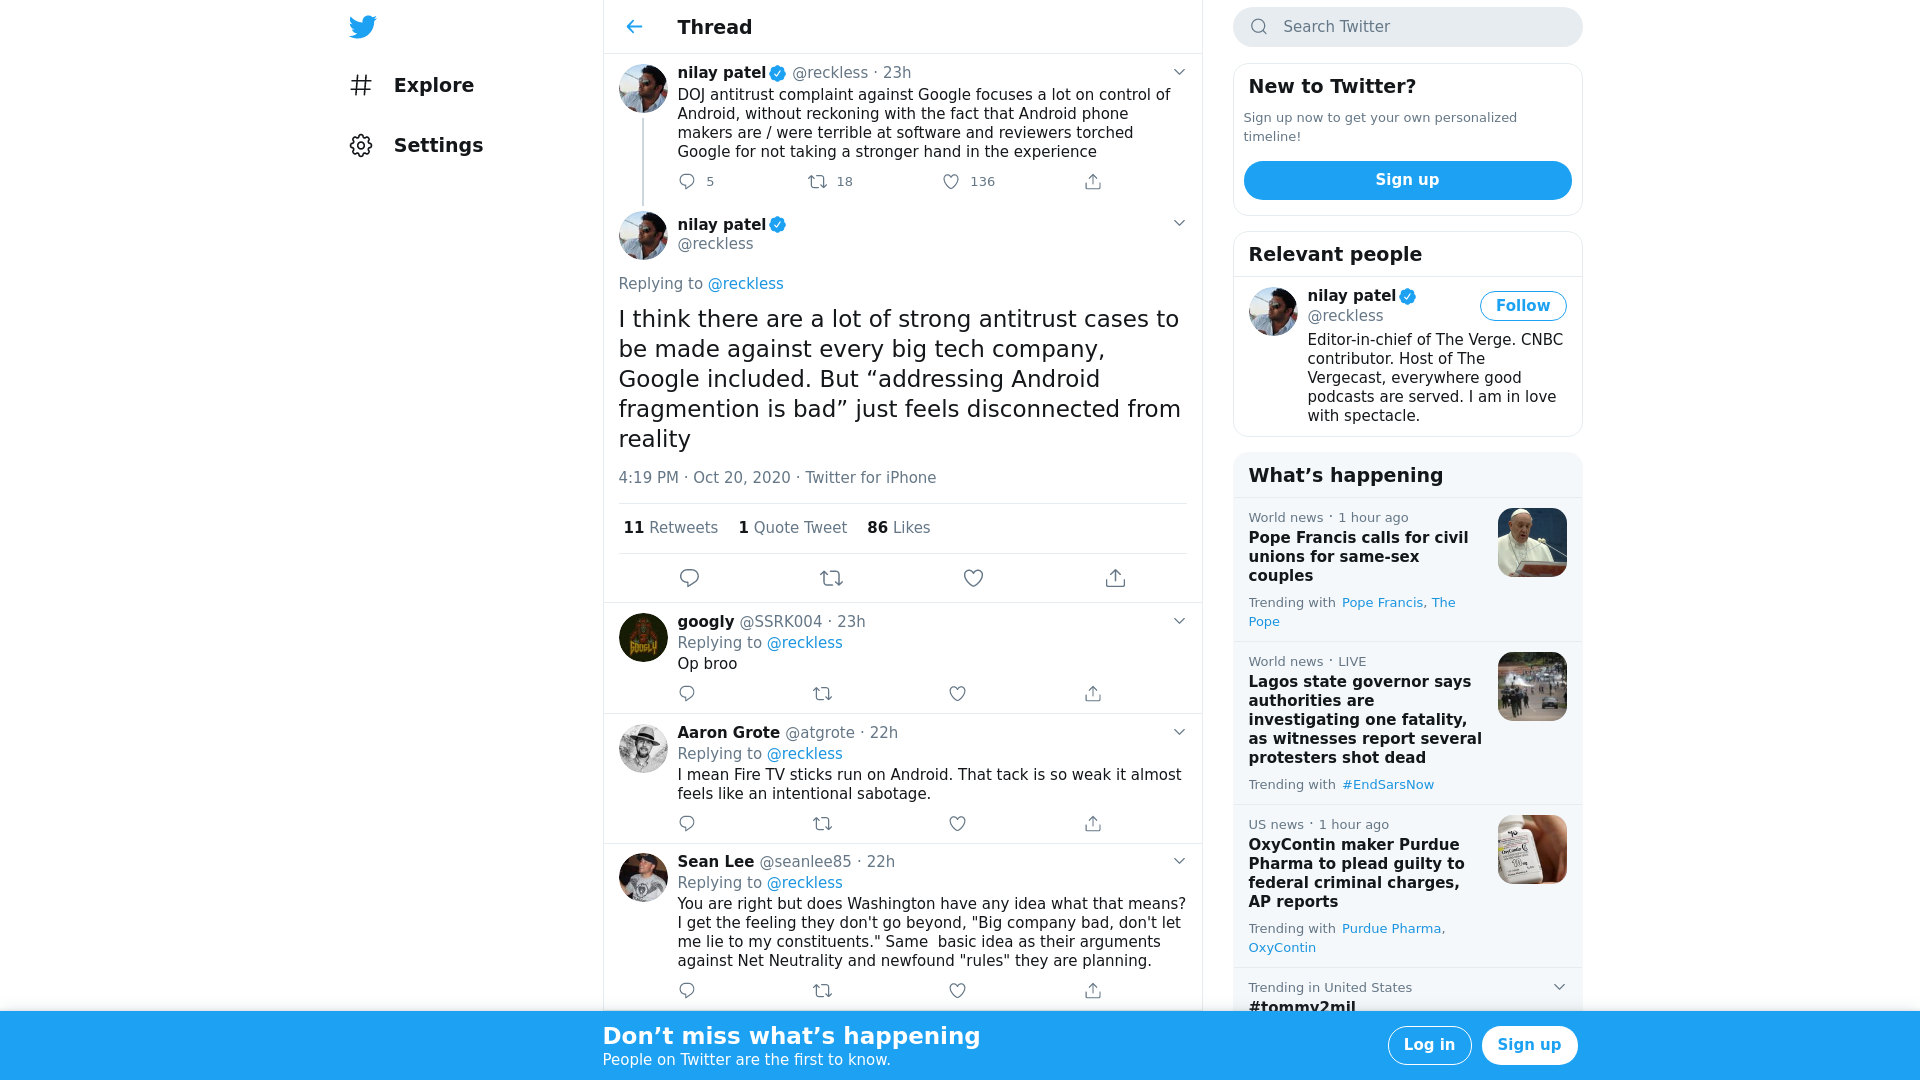 Explore
Settings
Thread
nilay patel @reckless · 23h
DOJ antitrust complaint against Google focuses a lot on control of
Android, without reckoning with the fact that Android phone
makers are / were terrible at software and reviewers torched
Google for not taking a stronger hand in the experience
5 18 136
nilay patel
@reckless
Replying to @reckless
I think there are a lot of strong antitrust cases to
be made against every big tech company,
Google included. But “addressing Android
fragmention is bad” just feels disconnected from
reality
4:19 PM · Oct 20, 2020 · Twitter for iPhone
11 Retweets 1 Quote Tweet 86 Likes
googly @SSRK004 · 23h
Replying to @reckless
Op broo
Aaron Grote @atgrote · 22h
Replying to @reckless
I mean Fire TV sticks run on Android. That tack is so weak it almost
feels like an intentional sabotage.
Sean Lee @seanlee85 · 22h
Replying to @reckless
You are right but does Washington have any idea what that means?
I get the feeling they don't go beyond, "Big company bad, don't let
me lie to my constituents." Same  basic idea as their arguments
against Net Neutrality and newfound "rules" they are planning.
Search Twitter
New to Twitter?
Sign up now to get your own personalized
timeline!
Sign up
Relevant people
nilay patel
@reckless
Follow
Editor-in-chief of The Verge. CNBC
contributor. Host of The
Vergecast, everywhere good
podcasts are served. I am in love
with spectacle.
What’s happening
World news · 1 hour ago
Pope Francis calls for civil
unions for same-sex
couples
Trending with Pope Francis, The
Pope
World news · LIVE
Lagos state governor says
authorities are
investigating one fatality,
as witnesses report several
protesters shot dead
Trending with #EndSarsNow
US news · 1 hour ago
OxyContin maker Purdue
Pharma to plead guilty to
federal criminal charges,
AP reports
Trending with Purdue Pharma,
OxyContin
Trending in United States
#tommy2mil
Don’t miss what’s happening
People on Twitter are the first to know.
Log in
Sign up